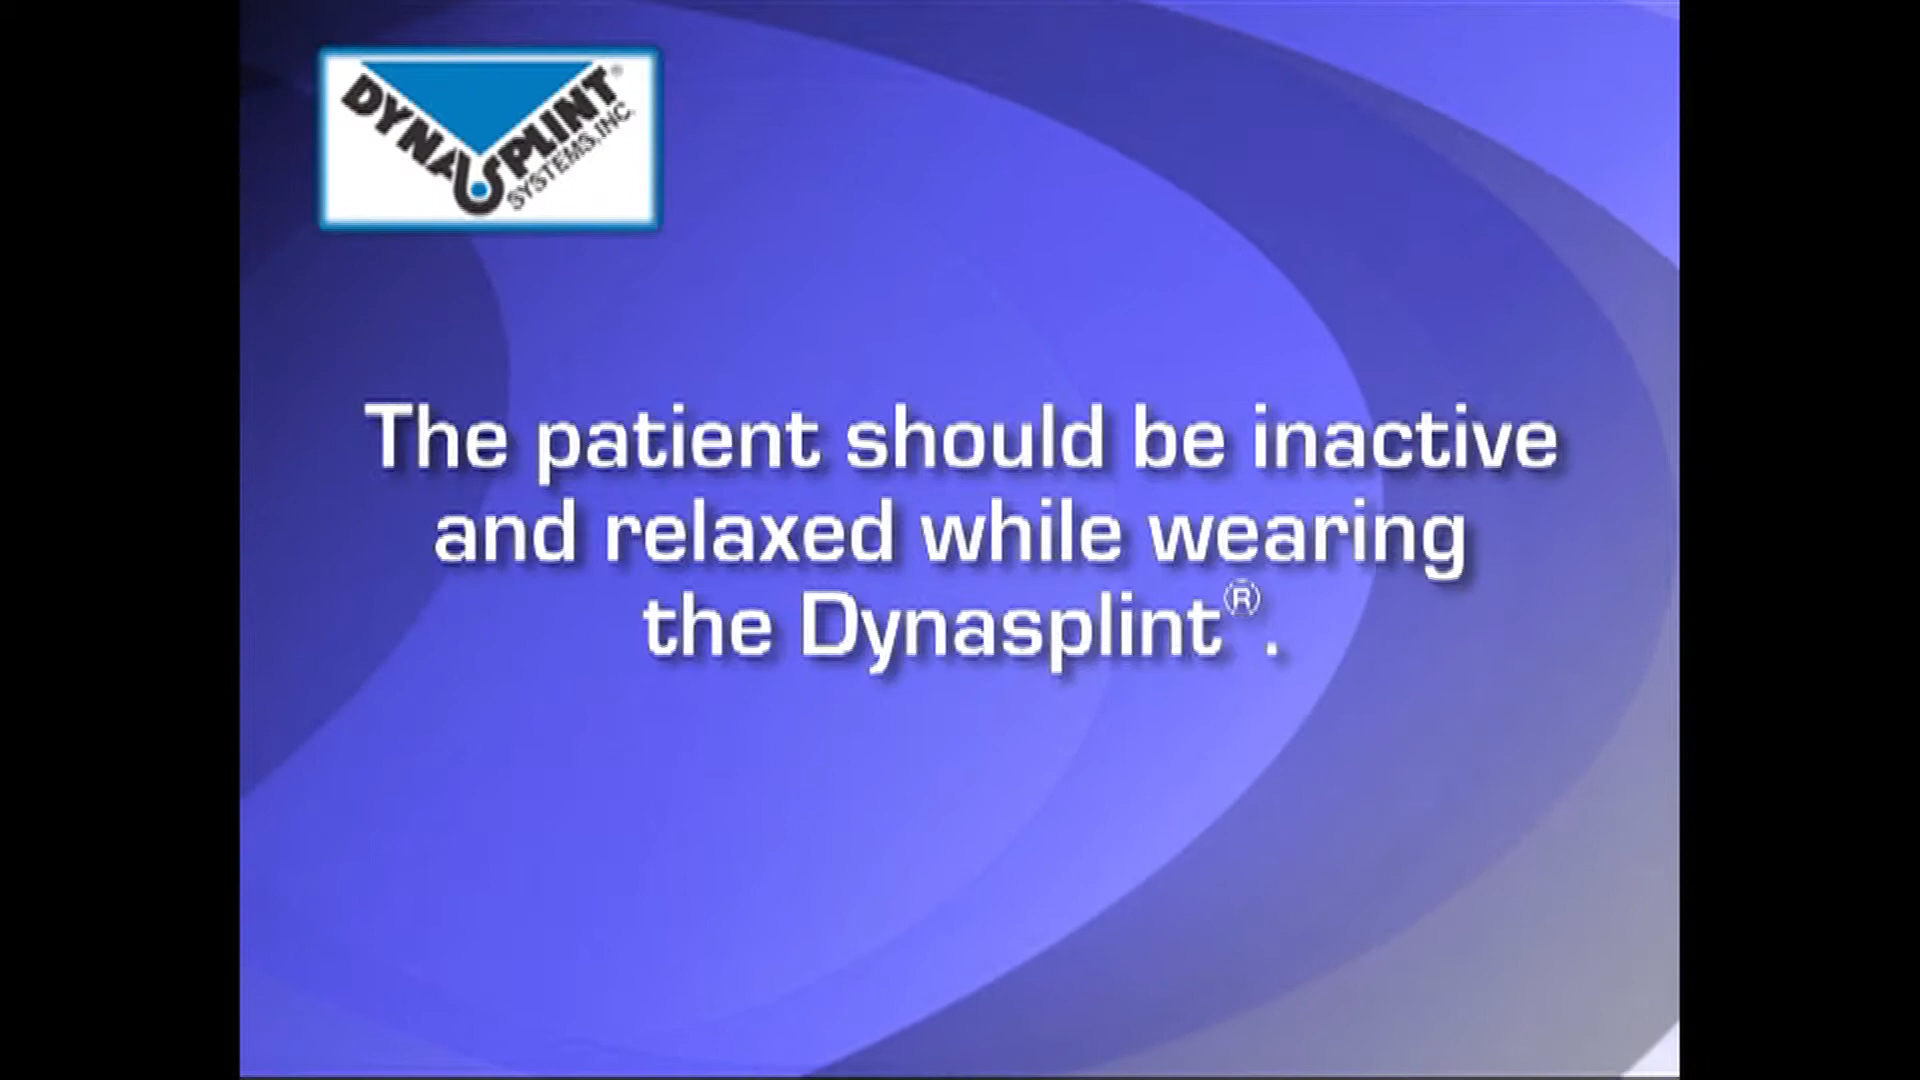 DYNASPLINT®
SYSTEMS, INC.
The patient should be inactive
and relaxed while wearing
the Dynasplint®.